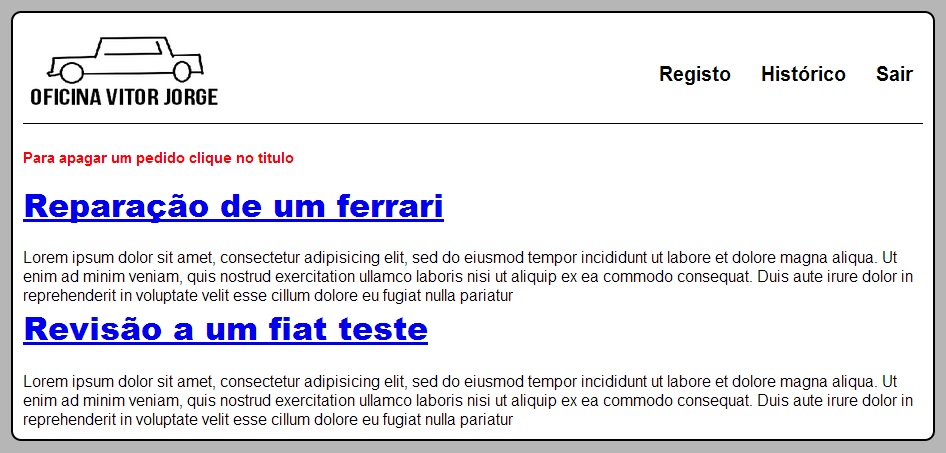 OFICINA VITOR JORGE
Registo Histórico Sair
Para apagar um pedido clique no titulo
Reparação de um ferrari
Lorem ipsum dolor sit amet, consectetur adipisicing elit, sed do eiusmod tempor incididunt ut labore et dolore magna aliqua. Ut
enim ad minim veniam, quis nostrud exercitation ullamco laboris nisi ut aliquip ex ea commodo consequat. Duis aute irure dolor in
reprehenderit in voluptate velit esse cillum dolore eu fugiat nulla pariatur
Revisão a um fiat teste
Lorem ipsum dolor sit amet, consectetur adipisicing elit, sed do eiusmod tempor incididunt ut labore et dolore magna aliqua. Ut
enim ad minim veniam, quis nostrud exercitation ullamco laboris nisi ut aliquip ex ea commodo consequat. Duis aute irure dolor in
reprehenderit in voluptate velit esse cillum dolore eu fugiat nulla pariatur